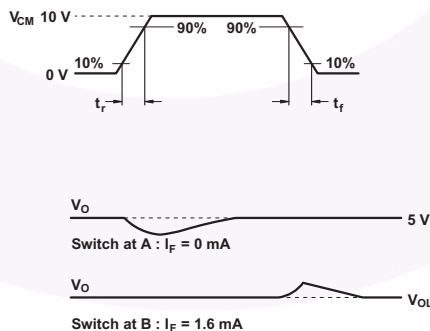 V_CM 10 V
90% 90%
10% 10%
0 V
t_r t_f
V_O
5 V
Switch at A : I_F = 0 mA
V_O
V_OL
Switch at B : I_F = 1.6 mA